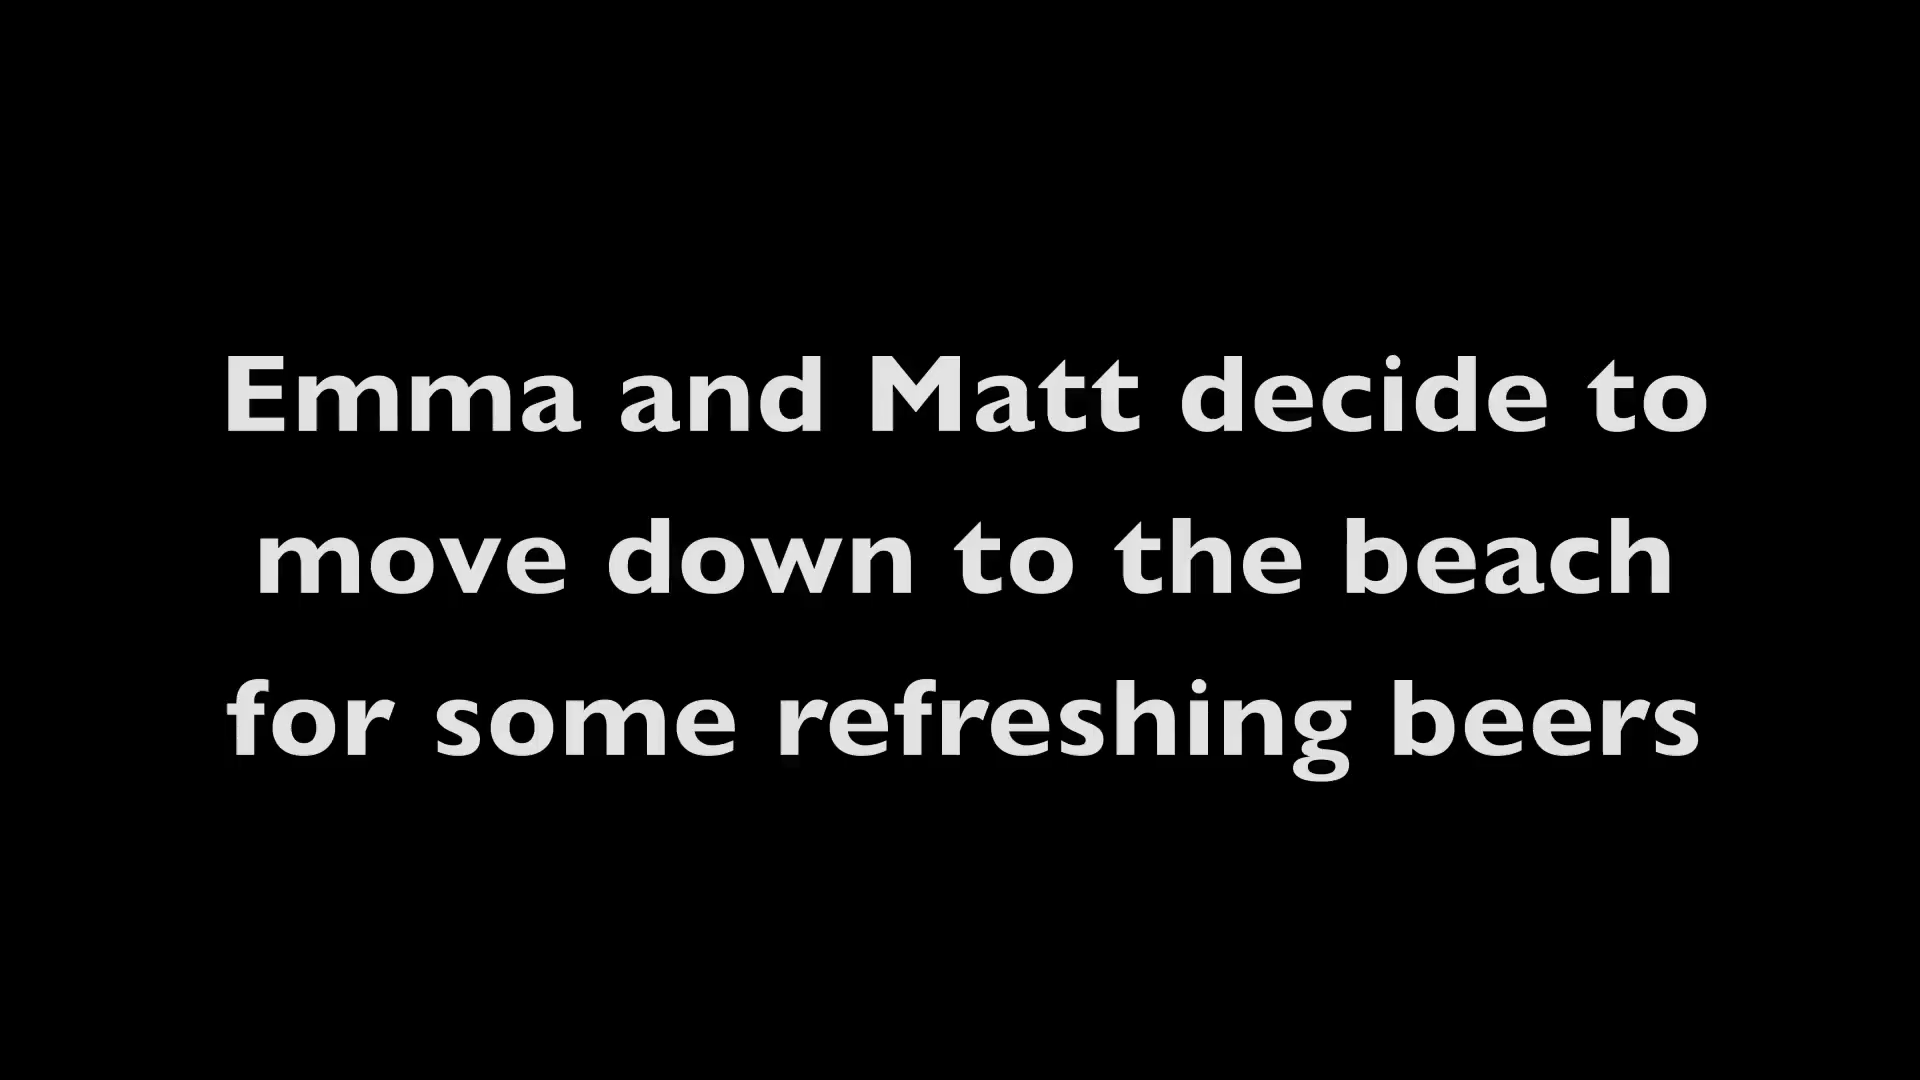 Emma and Matt decide to
move down to the beach
for some refreshing beers